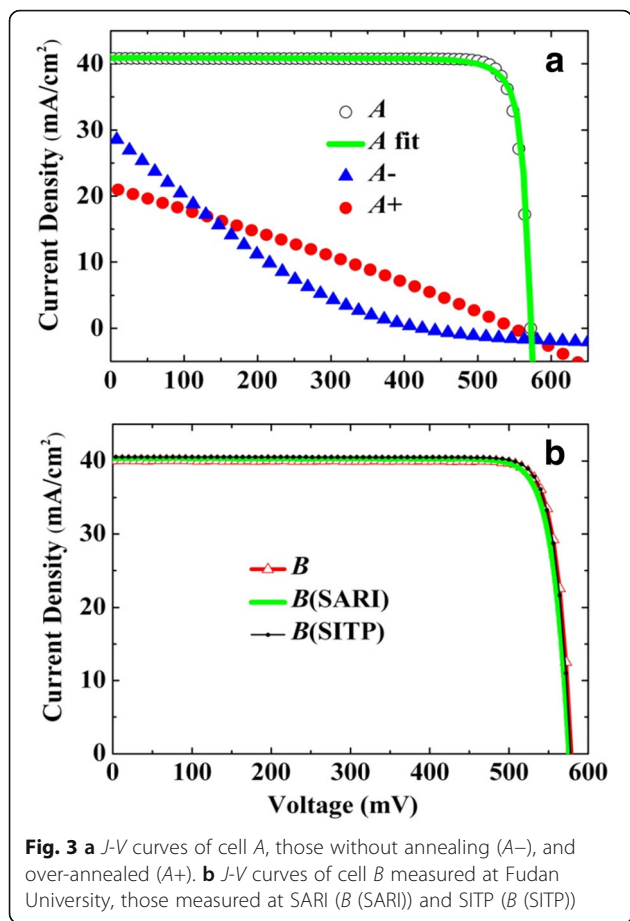 a
40
30
20
10
0
Current Density (mA/cm²)
A
A fit
A-
A+
0 100 200 300 400 500 600
b
40
30
20
10
0
Current Density (mA/cm²)
B
B(SARI)
B(SITP)
0 100 200 300 400 500 600
Voltage (mV)
Fig. 3 a J-V curves of cell A, those without annealing (A−), and
over-annealed (A+). b J-V curves of cell B measured at Fudan
University, those measured at SARI (B (SARI)) and SITP (B (SITP))